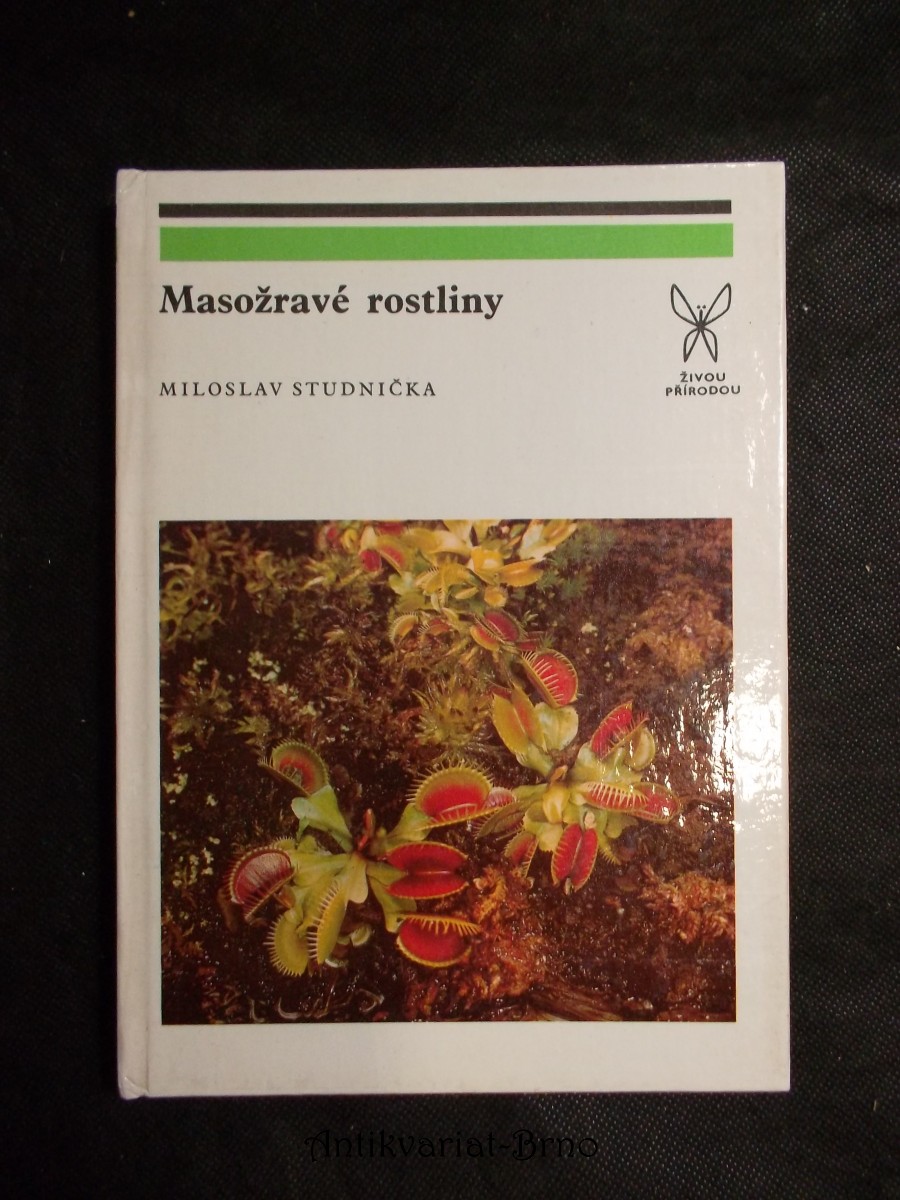 Masožravé rostliny
MILOSLAV STUDNIČKA
ŽIVOU
PŘÍRODOU
Antikvariat-Brno